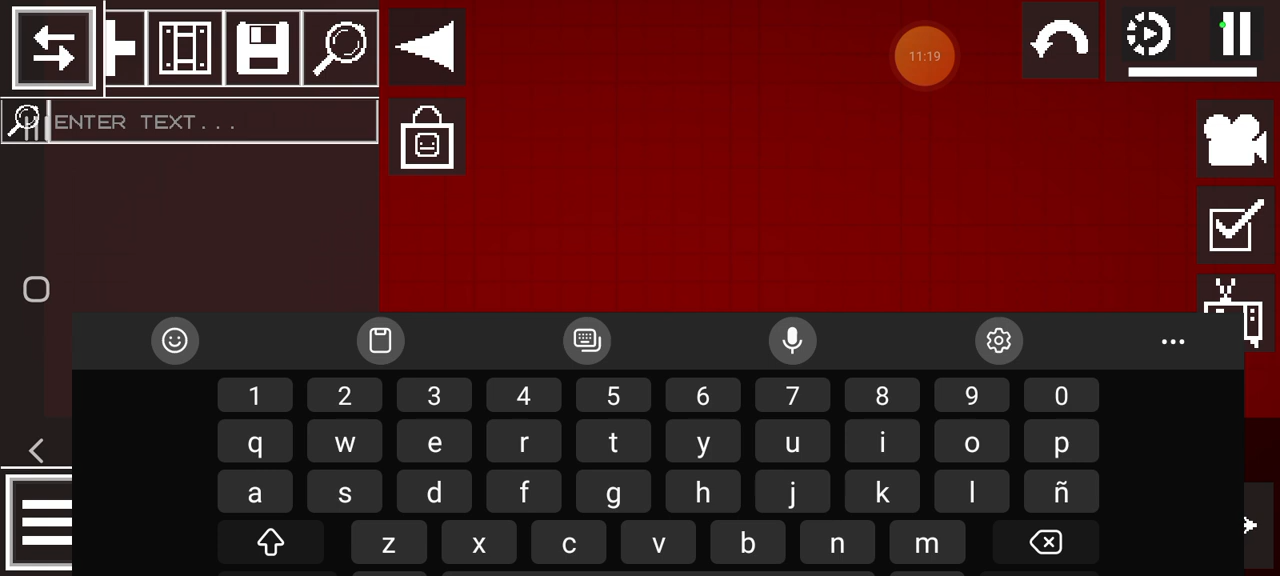 11:19
ENTER TEXT...
1 2 3 4 5 6 7 8 9 0
q w e r t y u i o p
a s d f g h j k l ñ
z x c v b n m